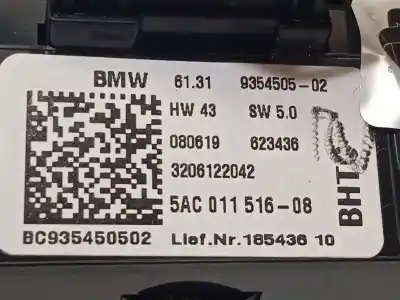 BMW 61.31 9354505-02
HW 43 SW 5.0
080619 623436
3206122042
5AC 011 516-08
BHT
BC935450502 Lief.Nr.185436 10